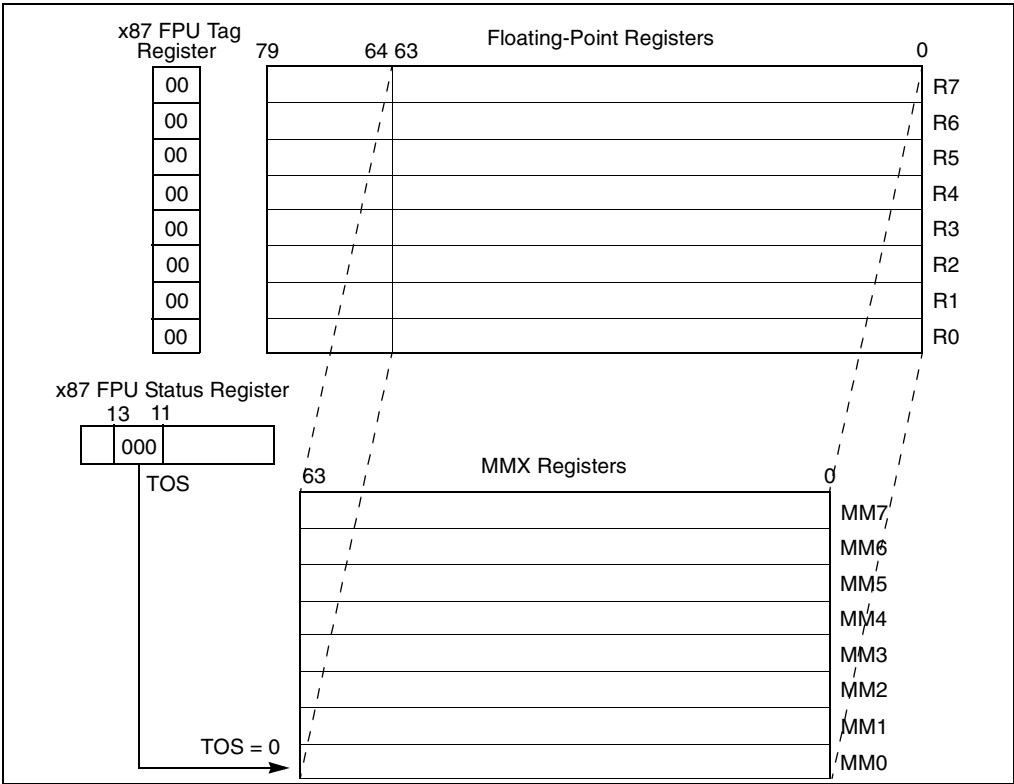 x87 FPU Tag
Register
Floating-Point Registers
79
64 63
0
00
R7
00
R6
00
R5
00
R4
00
R3
00
R2
00
R1
00
R0
x87 FPU Status Register
13
11
000
TOS
MMX Registers
63
0
MM7
MM6
MM5
MM4
MM3
MM2
MM1
TOS = 0
MM0